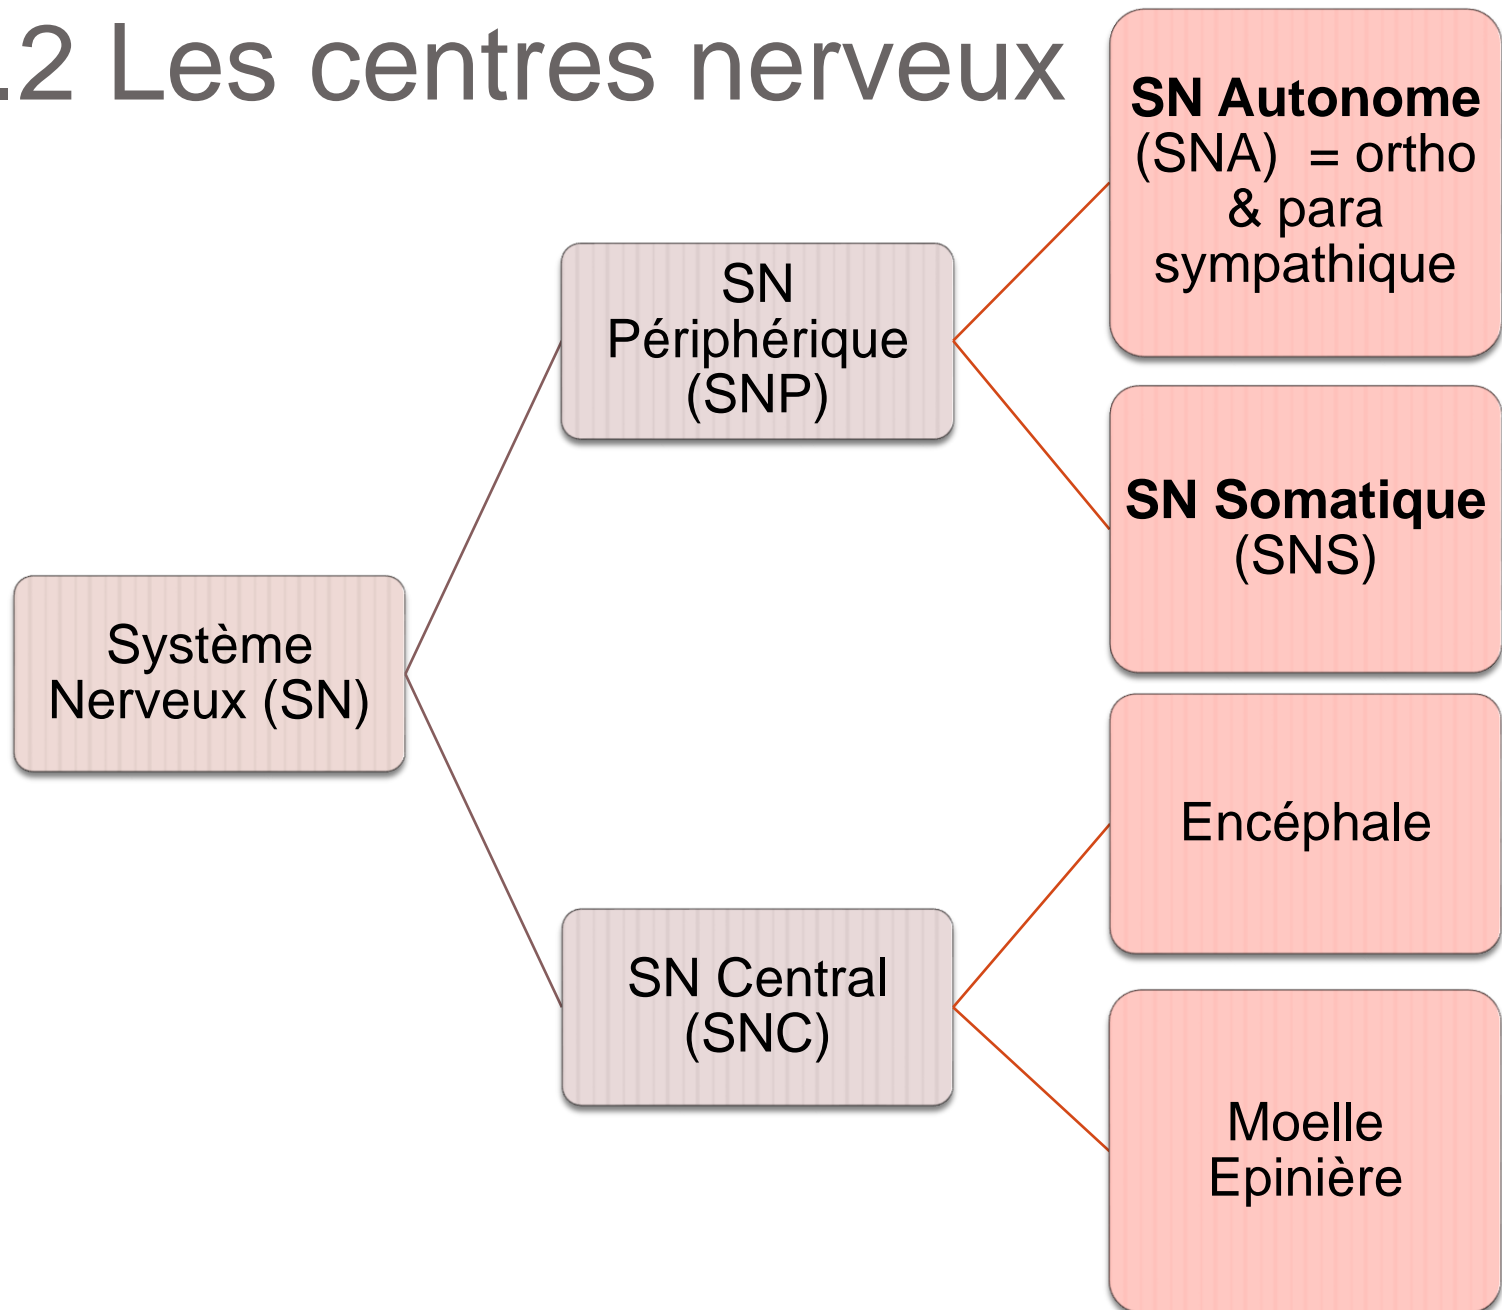 .2 Les centres nerveux
SN Autonome
(SNA) = ortho
& para
sympathique
SN
Périphérique
(SNP)
SN Somatique
(SNS)
Système
Nerveux (SN)
Encéphale
SN Central
(SNC)
Moelle
Epinière